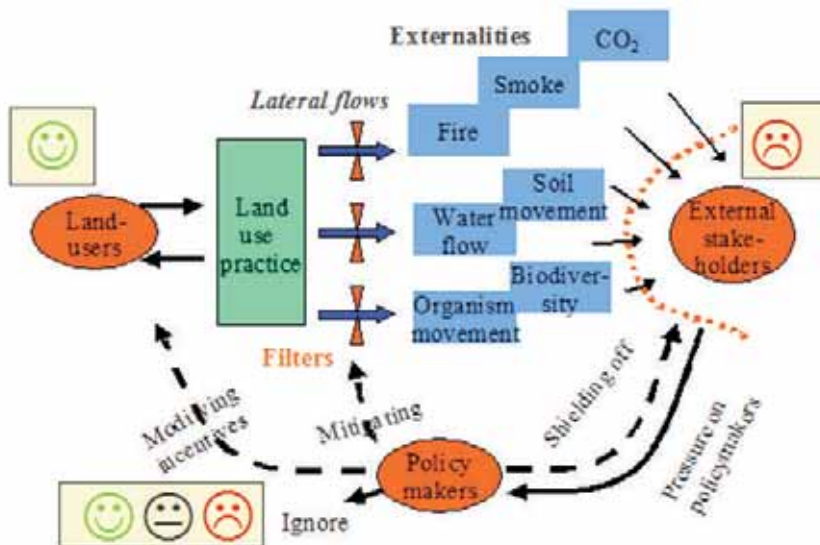 Externalities
CO2
Smoke
Lateral flows
Fire
Land-
users
Land
use
practice
Soil
movement
Water
flow
External
stake-
holders
Biodiver-
sity
Organism
movement
Filters
Modifying
incentives
Mitigating
Shielding off
Pressure on
policymakers
Policy
makers
Ignore